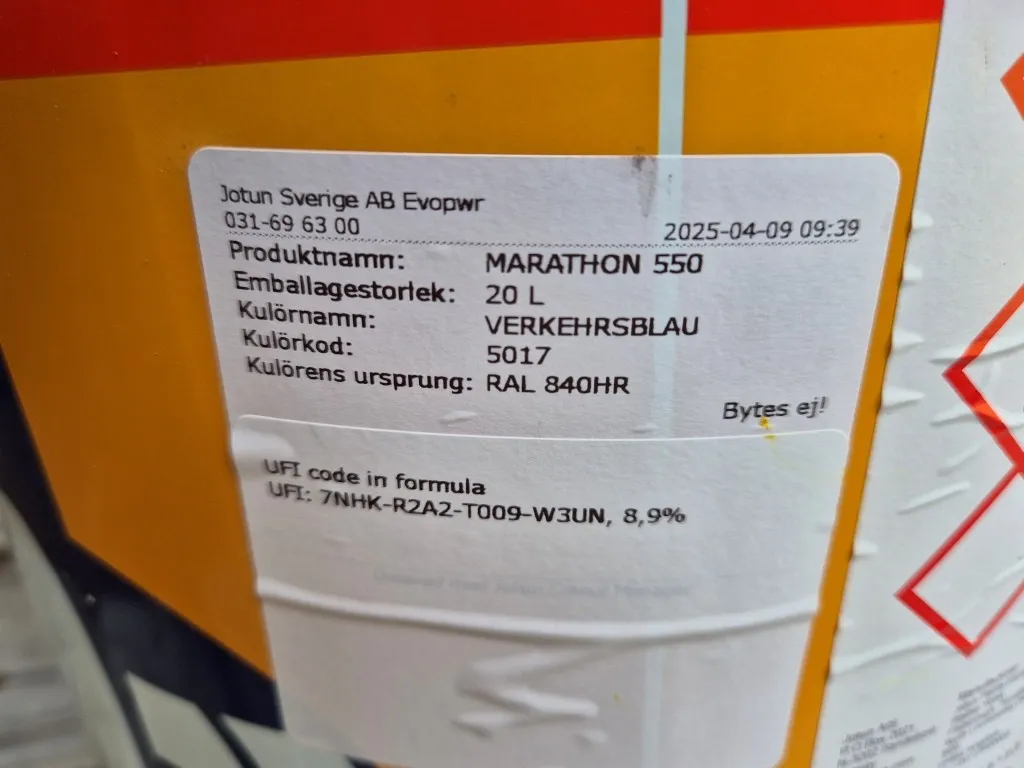 Jotun Sverige AB Evopwr
031-69 63 00
2025-04-09 09:39
Produktnamn: MARATHON 550
Emballagestorlek: 20 L
Kulörnamn: VERKEHRSBLAU
Kulörkod: 5017
Kulörens ursprung: RAL 840HR
Bytes ej!
UFI code in formula
UFI: 7NHK-R2A2-T009-W3UN, 8,9%